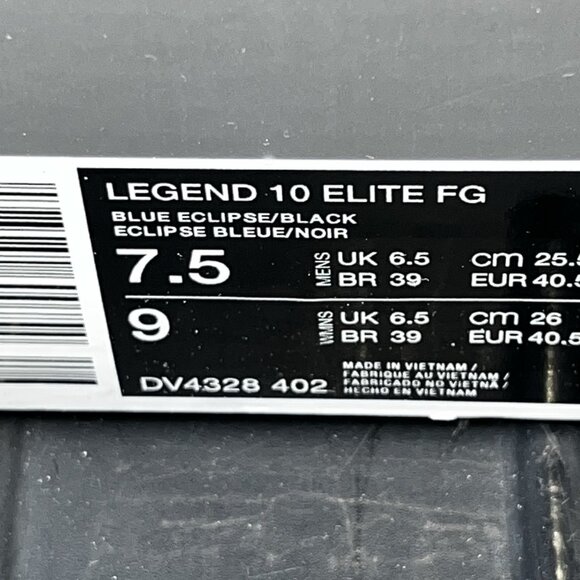 LEGEND 10 ELITE FG
BLUE ECLIPSE/BLACK
ECLIPSE BLEUE/NOIR
7.5 MENS UK 6.5 CM 25.5
BR 39 EUR 40.5
9 WMNS UK 6.5 CM 26
BR 39 EUR 40.5
DV4328 402
MADE IN VIETNAM /
FABRIQUE AU VIETNAM /
FABRICADO NO VIETNÃ /
HECHO EN VIETNAM